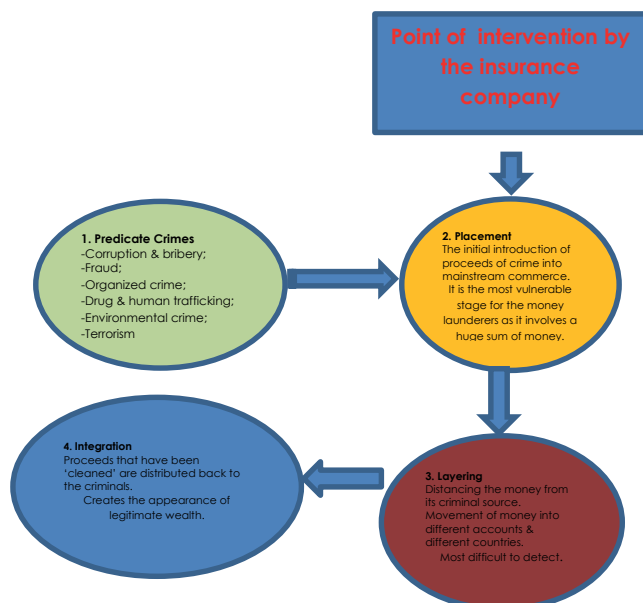 Point of intervention by
the insurance
company
1. Predicate Crimes
-Corruption & bribery;
-Fraud;
-Organized crime;
-Drug & human trafficking;
-Environmental crime;
-Terrorism
2. Placement
The initial introduction of
proceeds of crime into
mainstream commerce.
It is the most vulnerable
stage for the money
launderers as it involves a
huge sum of money.
3. Layering
Distancing the money from
its criminal source.
Movement of money into
different accounts &
different countries.
Most difficult to detect.
4. Integration
Proceeds that have been
‘cleaned’ are distributed back to
the criminals.
Creates the appearance of
legitimate wealth.